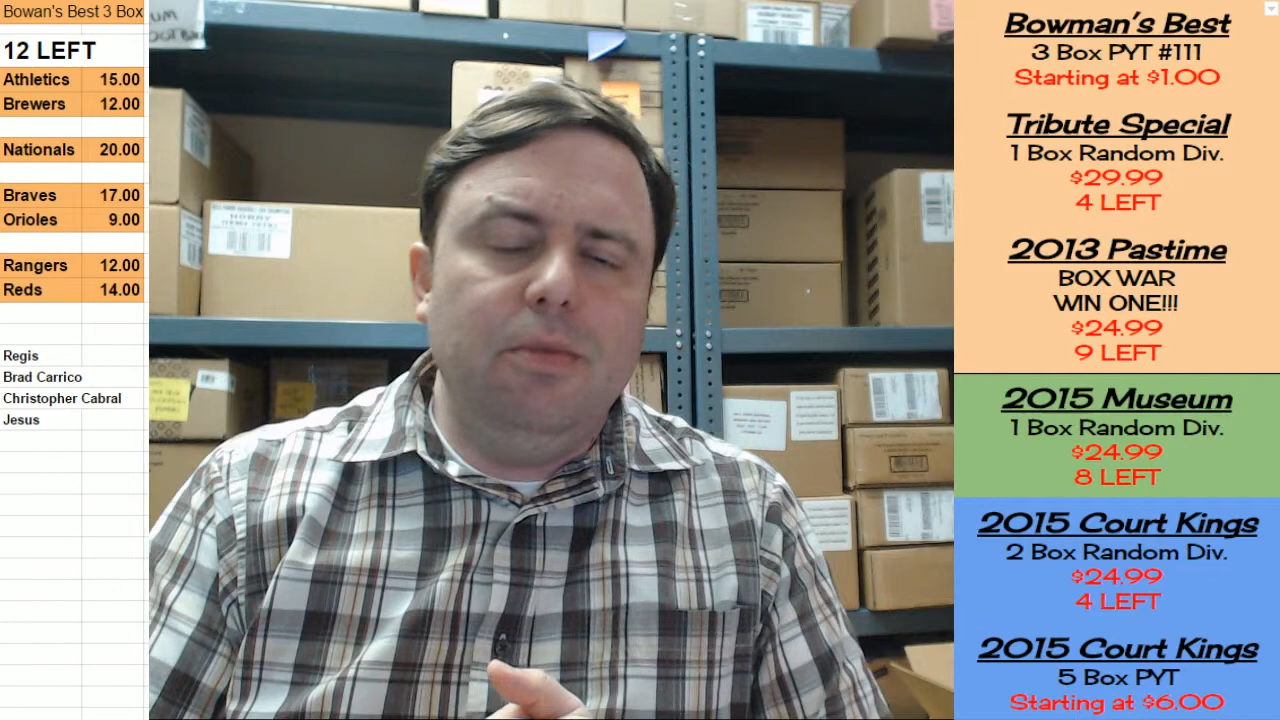 Bowan's Best 3 Box
12 LEFT
Athletics 15.00
Brewers 12.00
Nationals 20.00
Braves 17.00
Orioles 9.00
Rangers 12.00
Reds 14.00
Regis
Brad Carrico
Christopher Cabral
Jesus
HOBBY
Bowman's Best
3 Box PYT #111
Starting at $1.00
Tribute Special
1 Box Random Div.
$29.99
4 LEFT
2013 Pastime
BOX WAR
WIN ONE!!!
$24.99
9 LEFT
2015 Museum
1 Box Random Div.
$24.99
8 LEFT
2015 Court Kings
2 Box Random Div.
$24.99
4 LEFT
2015 Court Kings
5 Box PYT
Starting at $6.00